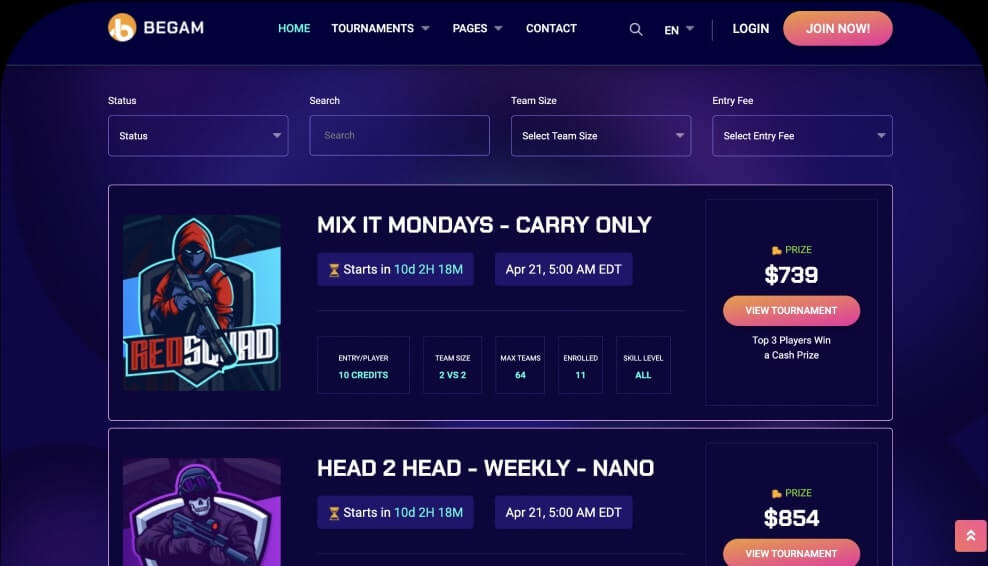 BEGAM
HOME TOURNAMENTS PAGES CONTACT EN LOGIN JOIN NOW!
Status Search Team Size Entry Fee
Status Search Select Team Size Select Entry Fee
REDSQUAD
MIX IT MONDAYS - CARRY ONLY
Starts in 10d 2H 18M Apr 21, 5:00 AM EDT
ENTRY/PLAYER TEAM SIZE MAX TEAMS ENROLLED SKILL LEVEL
10 CREDITS 2 VS 2 64 11 ALL
PRIZE
$739
VIEW TOURNAMENT
Top 3 Players Win
a Cash Prize
HEAD 2 HEAD - WEEKLY - NANO
Starts in 10d 2H 18M Apr 21, 5:00 AM EDT
PRIZE
$854
VIEW TOURNAMENT